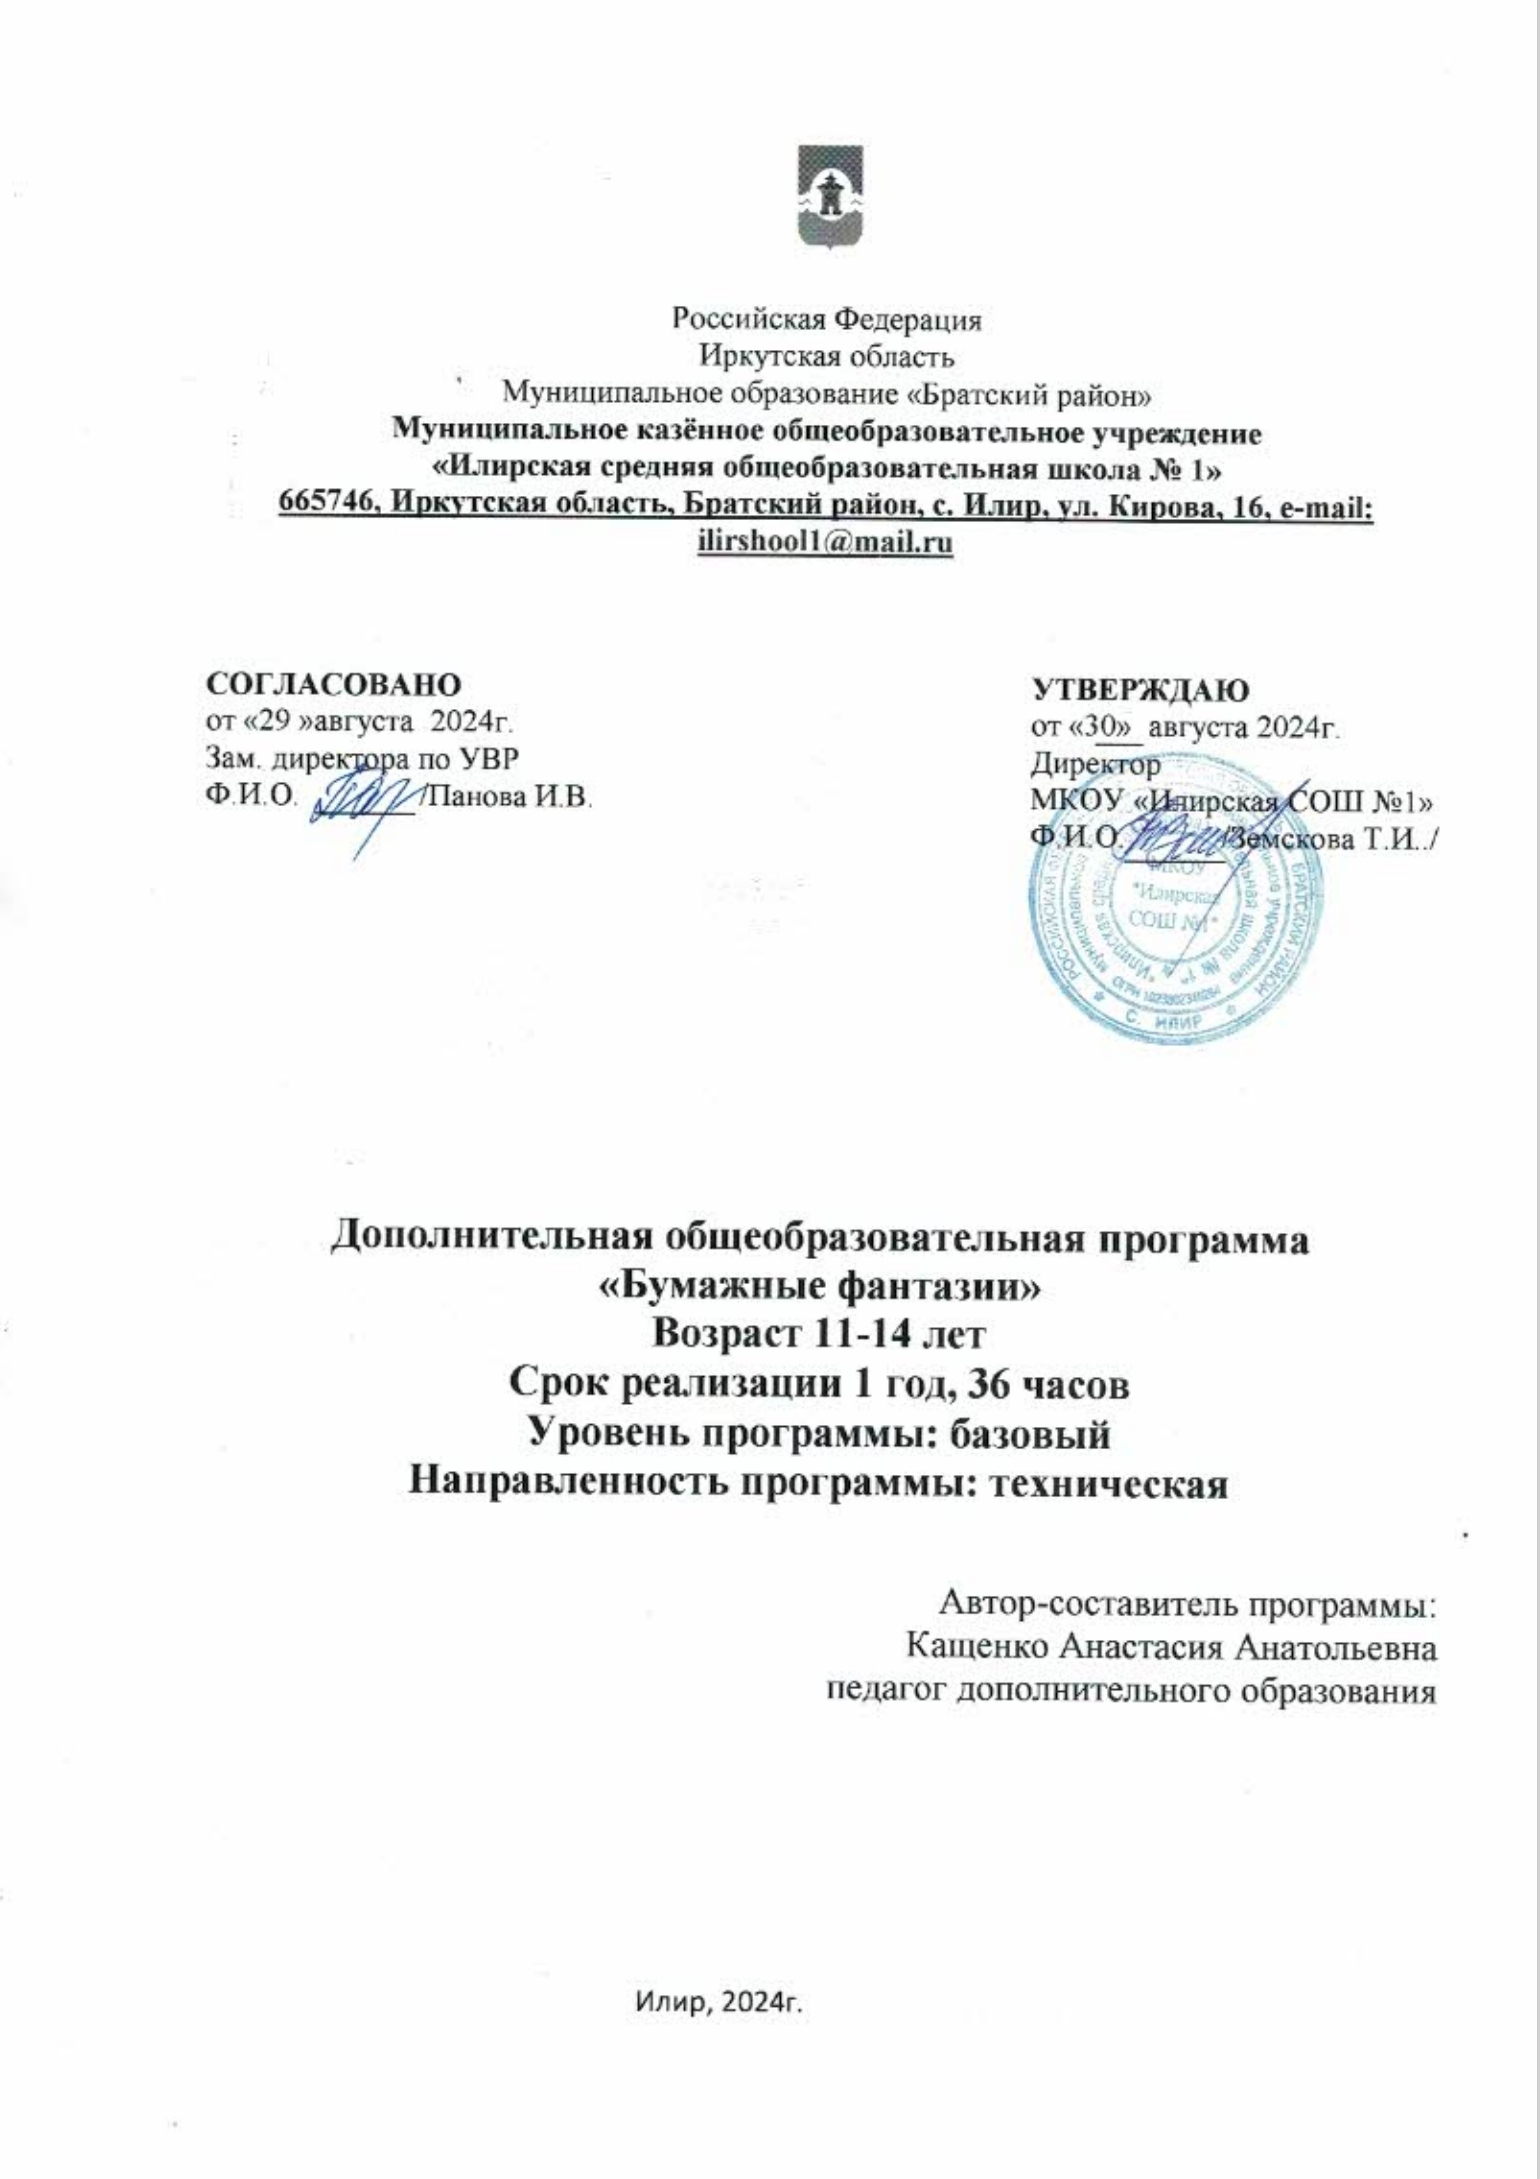 Российская Федерация
Иркутская область
Муниципальное образование «Братский район»
Муниципальное казённое общеобразовательное учреждение
«Илирская средняя общеобразовательная школа № 1»
665746, Иркутская область, Братский район, с. Илир, ул. Кирова, 16, e-mail:
ilirshool1@mail.ru
СОГЛАСОВАНО
от «29 »августа 2024г.
Зам. директора по УВР
Ф.И.О. /Панова И.В.
УТВЕРЖДАЮ
от «30» августа 2024г.
Директор
МКОУ «Илирская СОШ №1»
Ф.И.О. /Земскова Т.И../
МКОУ
"Илирская
СОШ №1"
РОССИЙСКАЯ БРАТСКИЙ РАЙОН
С. ИЛИР
Дополнительная общеобразовательная программа
«Бумажные фантазии»
Возраст 11-14 лет
Срок реализации 1 год, 36 часов
Уровень программы: базовый
Направленность программы: техническая
Автор-составитель программы:
Кащенко Анастасия Анатольевна
педагог дополнительного образования
Илир, 2024г.